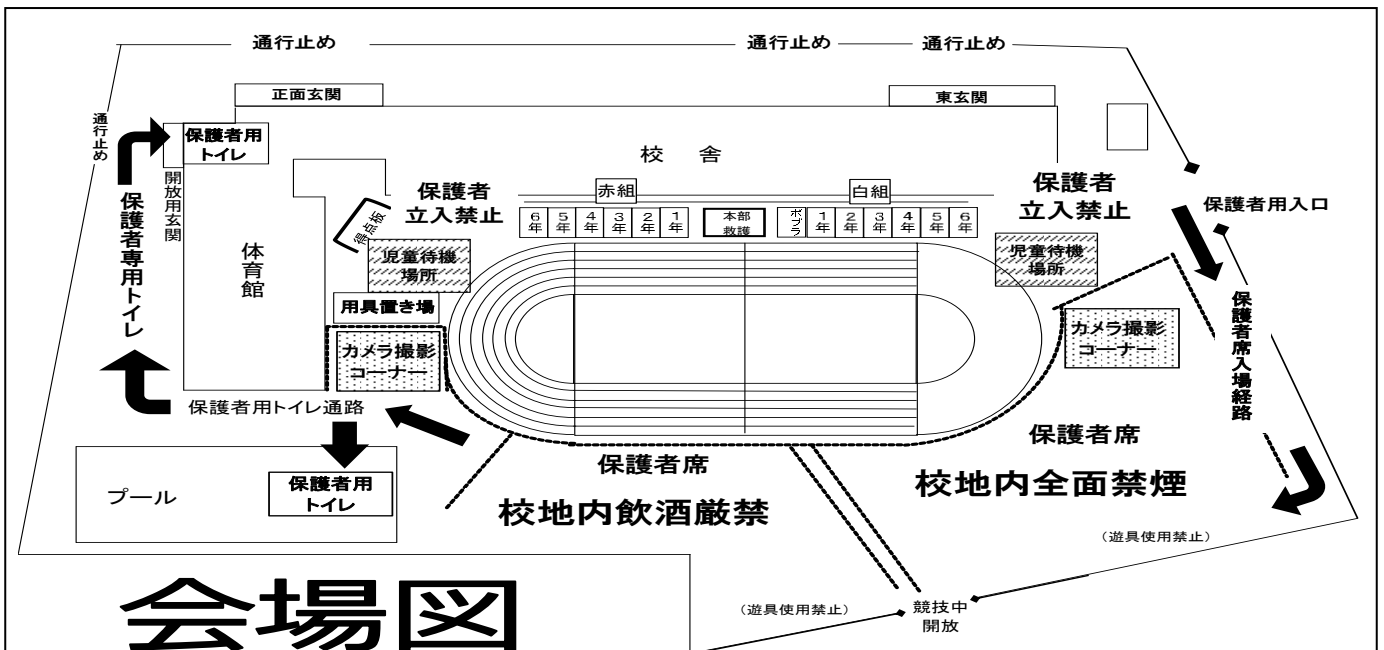 通行止め
通行止め
通行止め
正面玄関
東玄関
通行止め
保護者用
トイレ
開放用玄関
保護者専用トイレ
校　舎
体育館
得点板
保護者
立入禁止
赤組
白組
6年
5年
4年
3年
2年
1年
本部
救護
ポプラ
1年
2年
3年
4年
5年
6年
保護者
立入禁止
保護者用入口
児童待機
場所
児童待機
場所
用具置き場
カメラ撮影
コーナー
カメラ撮影
コーナー
保護者席入場経路
保護者用トイレ通路
保護者席
保護者席
プール
保護者用
トイレ
校地内飲酒厳禁
校地内全面禁煙
（遊具使用禁止）
（遊具使用禁止）
競技中
開放
会場図